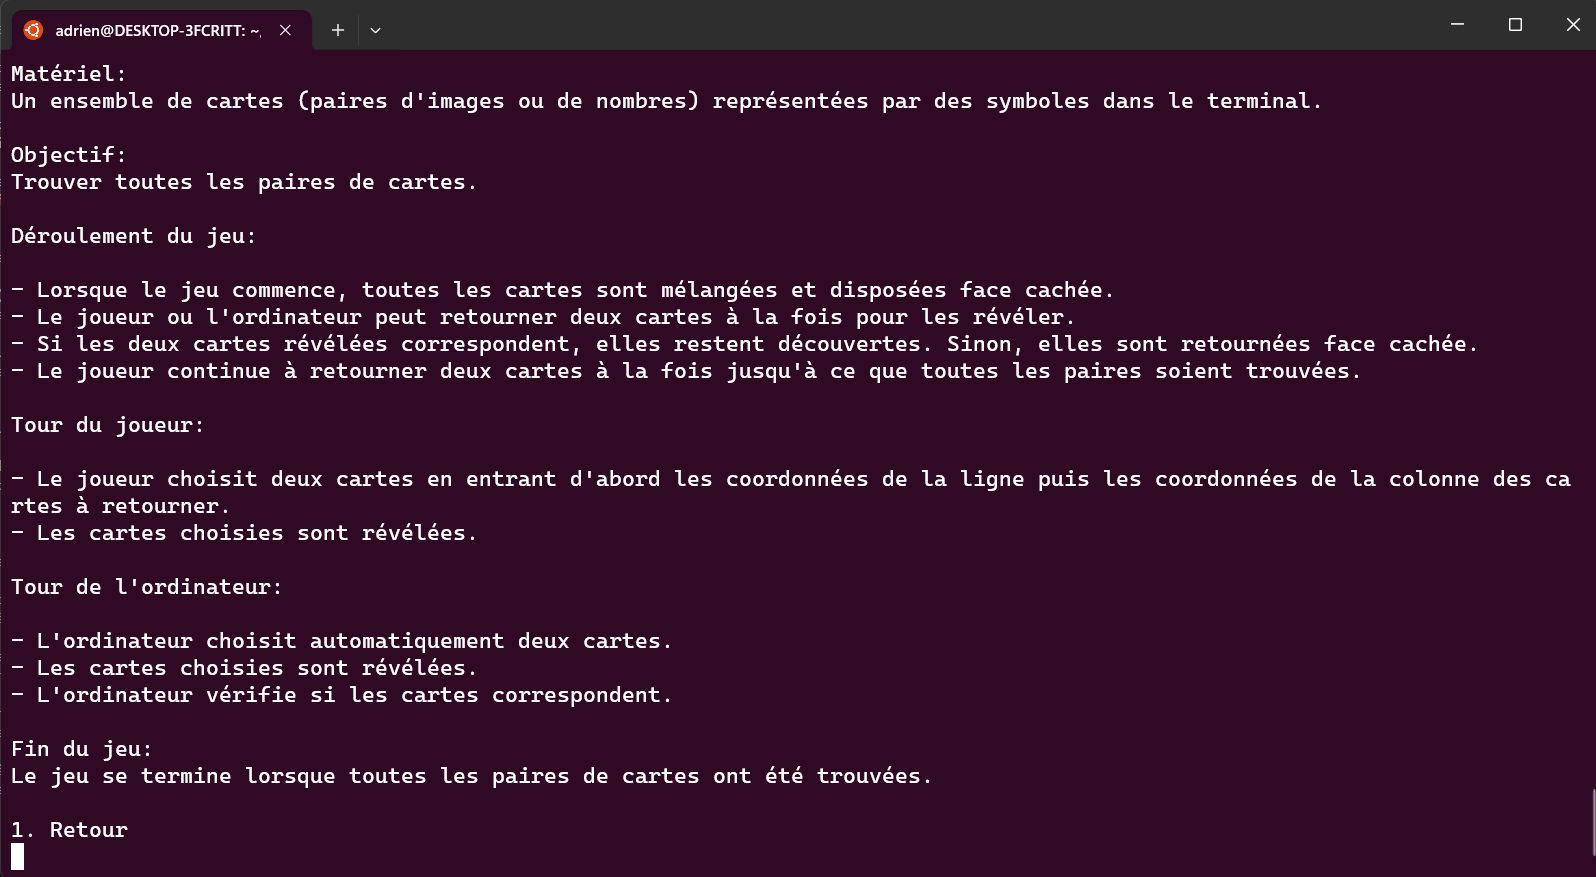 adrien@DESKTOP-3FCRITT: ~,
Matériel:
Un ensemble de cartes (paires d'images ou de nombres) représentées par des symboles dans le terminal.
Objectif:
Trouver toutes les paires de cartes.
Déroulement du jeu:
- Lorsque le jeu commence, toutes les cartes sont mélangées et disposées face cachée.
- Le joueur ou l'ordinateur peut retourner deux cartes à la fois pour les révéler.
- Si les deux cartes révélées correspondent, elles restent découvertes. Sinon, elles sont retournées face cachée.
- Le joueur continue à retourner deux cartes à la fois jusqu'à ce que toutes les paires soient trouvées.
Tour du joueur:
- Le joueur choisit deux cartes en entrant d'abord les coordonnées de la ligne puis les coordonnées de la colonne des ca
rtes à retourner.
- Les cartes choisies sont révélées.
Tour de l'ordinateur:
- L'ordinateur choisit automatiquement deux cartes.
- Les cartes choisies sont révélées.
- L'ordinateur vérifie si les cartes correspondent.
Fin du jeu:
Le jeu se termine lorsque toutes les paires de cartes ont été trouvées.
1. Retour